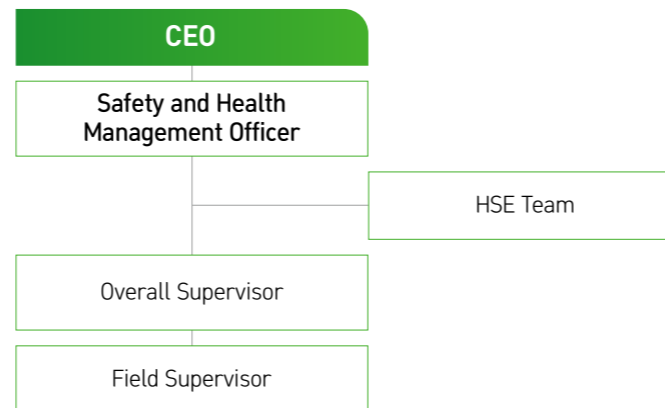 CEO
Safety and Health
Management Officer
HSE Team
Overall Supervisor
Field Supervisor